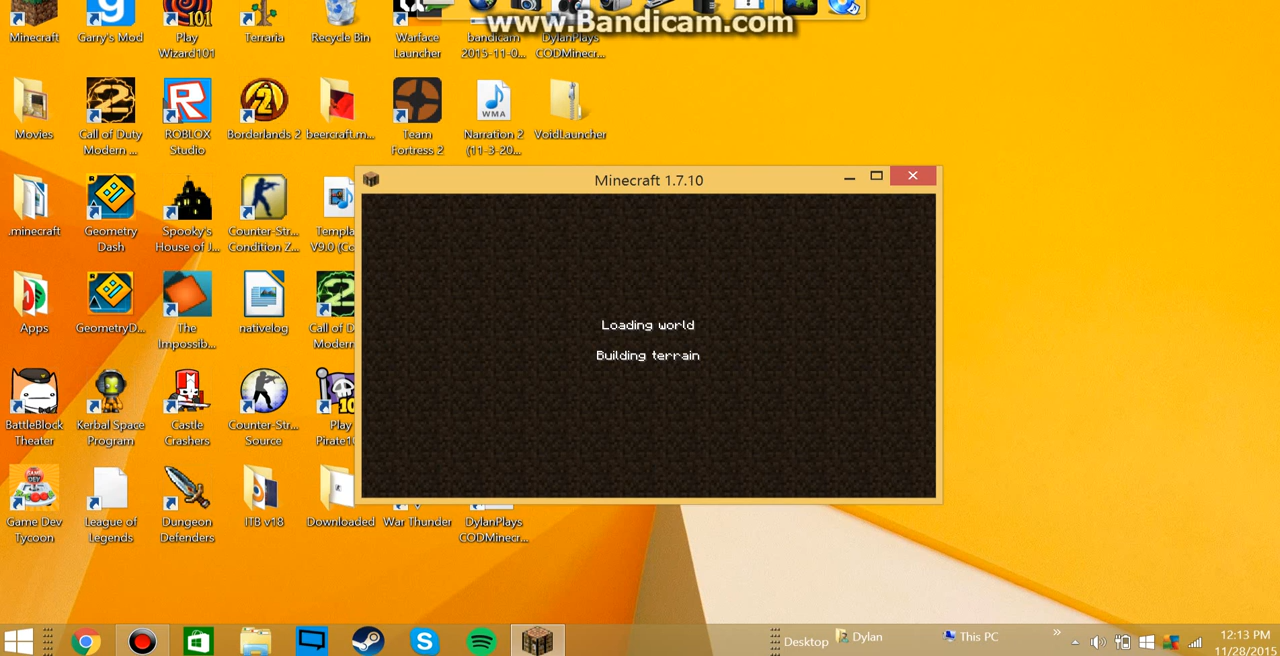 www.Bandicam.com
Minecraft
Garry's Mod
Play
Wizard101
Terraria
Recycle Bin
Warface
Launcher
bandicam
2015-11-0...
DylanPlays
CODMinecr...
Movies
Call of Duty
Modern ...
ROBLOX
Studio
Borderlands 2
beercraft.m...
Team
Fortress 2
WMA
Narration 2
(11-3-20...
VoidLauncher
Minecraft 1.7.10
.minecraft
Geometry
Dash
Spooky's
House of J...
Counter-Str...
Condition Z...
Templa
V9.0 (Co
Loading world
Building terrain
Apps
GeometryD...
The
Impossib...
nativelog
Call of D
Modern
BattleBlock
Theater
Kerbal Space
Program
Castle
Crashers
Counter-Str...
Source
Play
Pirate1
Game Dev
Tycoon
League of
Legends
Dungeon
Defenders
ITB v18
Downloaded
War Thunder
DylanPlays
CODMinecr...
Desktop
Dylan
This PC
12:13 PM
11/28/2015